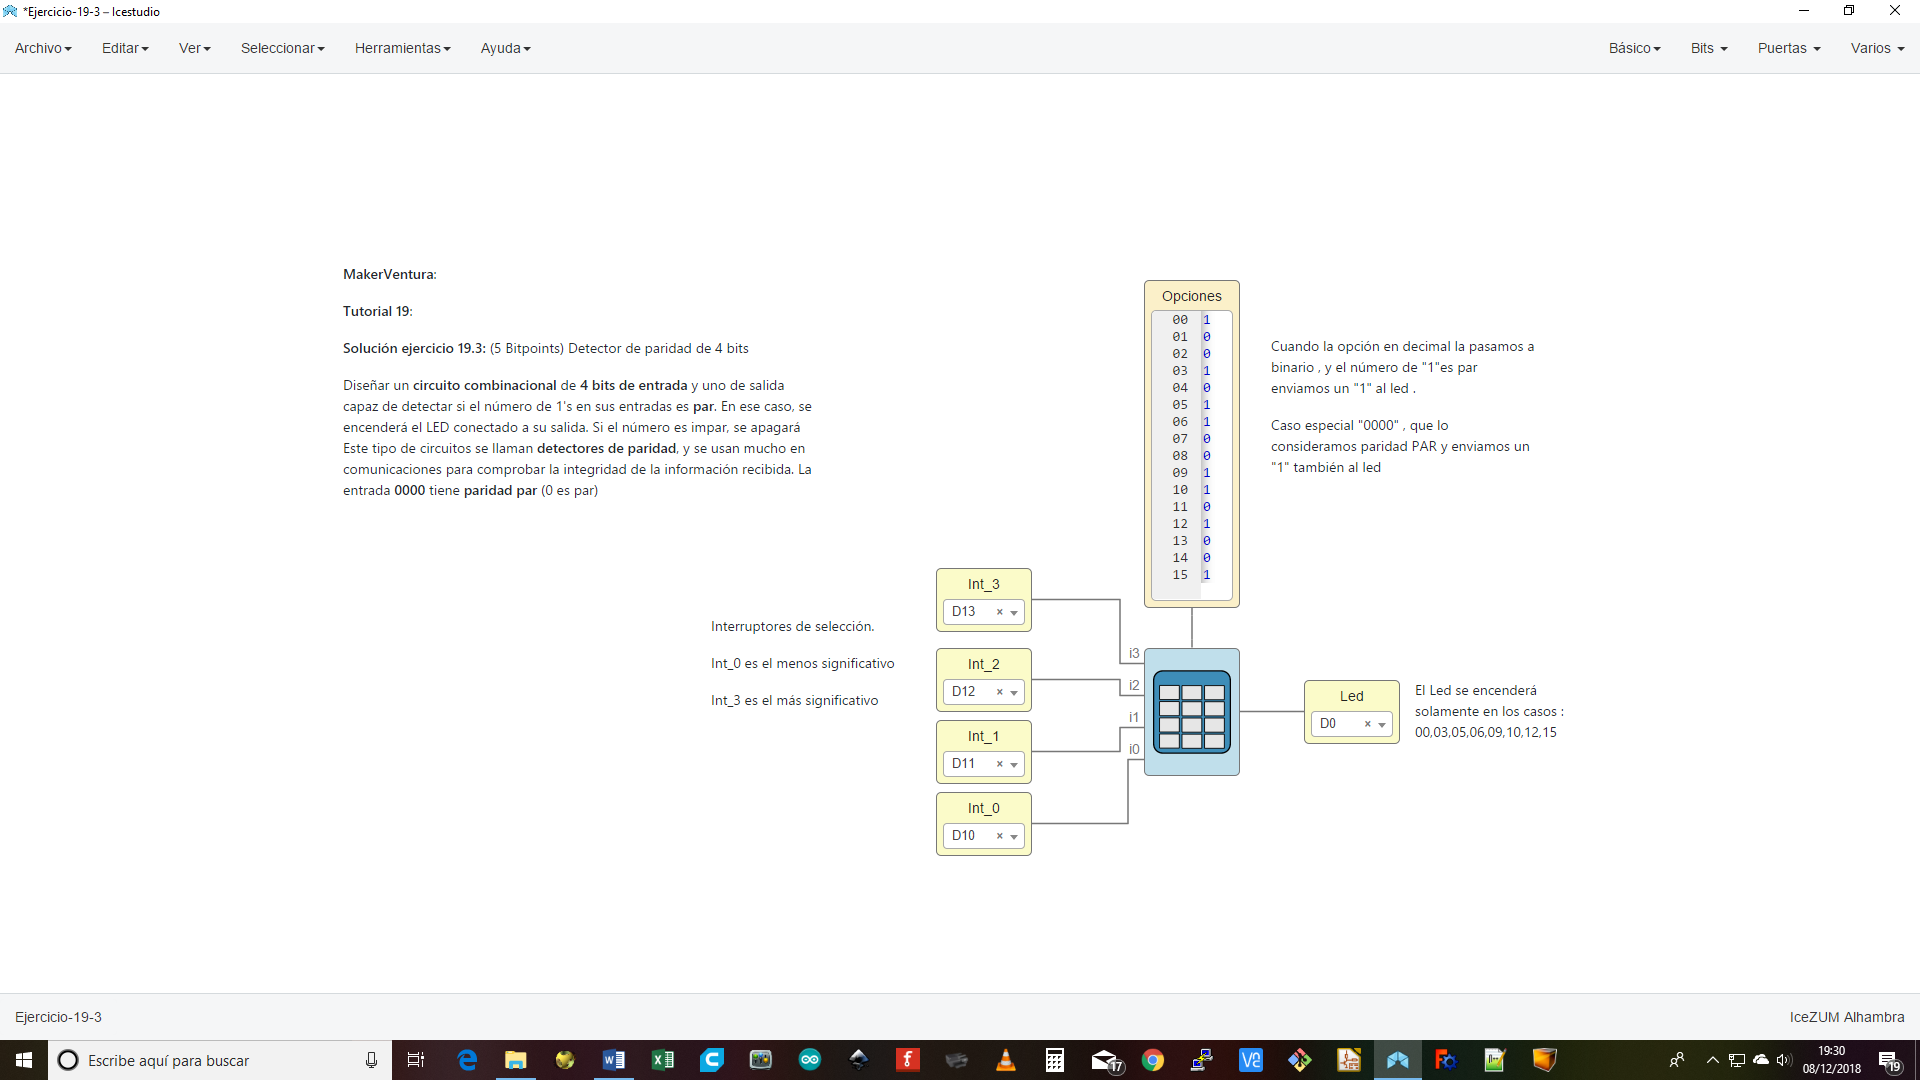 *Ejercicio-19-3 – Icestudio
Archivo Editar Ver Seleccionar Herramientas Ayuda Básico Bits Puertas Varios
MakerVentura:
Tutorial 19:
Solución ejercicio 19.3: (5 Bitpoints) Detector de paridad de 4 bits
Diseñar un circuito combinacional de 4 bits de entrada y uno de salida
capaz de detectar si el número de 1's en sus entradas es par. En ese caso, se
encenderá el LED conectado a su salida. Si el número es impar, se apagará
Este tipo de circuitos se llaman detectores de paridad, y se usan mucho en
comunicaciones para comprobar la integridad de la información recibida. La
entrada 0000 tiene paridad par (0 es par)
Opciones
00 1
01 0
02 0
03 1
04 0
05 1
06 1
07 0
08 0
09 1
10 1
11 0
12 1
13 0
14 0
15 1
Cuando la opción en decimal la pasamos a
binario , y el número de "1"es par
enviamos un "1" al led .
Caso especial "0000" , que lo
consideramos paridad PAR y enviamos un
"1" también al led
Interruptores de selección.
Int_0 es el menos significativo
Int_3 es el más significativo
Int_3
D13 ×
Int_2
D12 ×
Int_1
D11 ×
Int_0
D10 ×
i3
i2
i1
i0
Led
D0 ×
El Led se encenderá
solamente en los casos :
00,03,05,06,09,10,12,15
Ejercicio-19-3
IceZUM Alhambra
Escribe aquí para buscar
17
19:30
08/12/2018
19